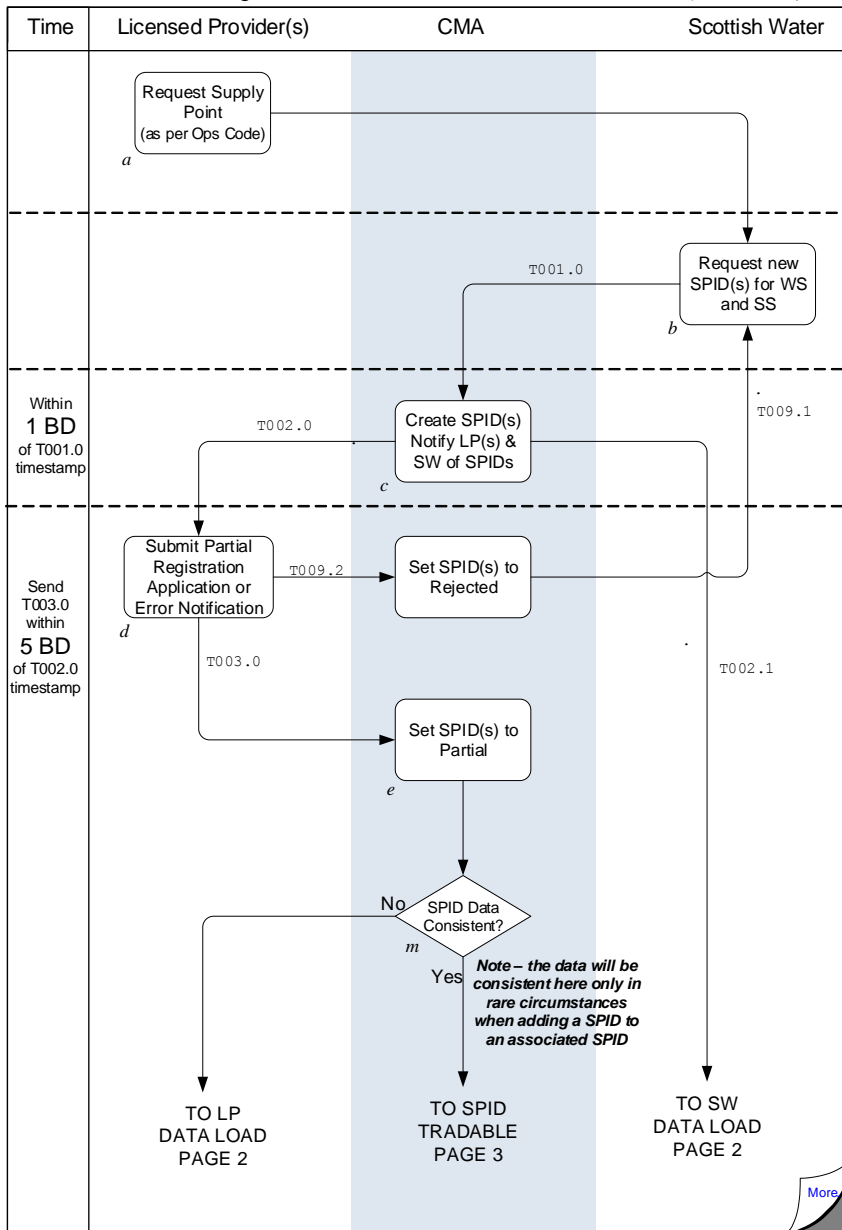 Time
Licensed Provider(s)
CMA
Scottish Water
Request Supply
Point
(as per Ops Code)
a
Request new
SPID(s) for WS
and SS
b
T001.0
T009.1
Within
1 BD
of T001.0
timestamp
T002.0
Create SPID(s)
Notify LP(s) &
SW of SPIDs
c
Send
T003.0
within
5 BD
of T002.0
timestamp
Submit Partial
Registration
Application or
Error Notification
d
T009.2
Set SPID(s) to
Rejected
T003.0
T002.1
Set SPID(s) to
Partial
e
No
SPID Data
Consistent?
m
Yes
Note – the data will be
consistent here only in
rare circumstances
when adding a SPID to
an associated SPID
TO LP
DATA LOAD
PAGE 2
TO SPID
TRADABLE
PAGE 3
TO SW
DATA LOAD
PAGE 2
More